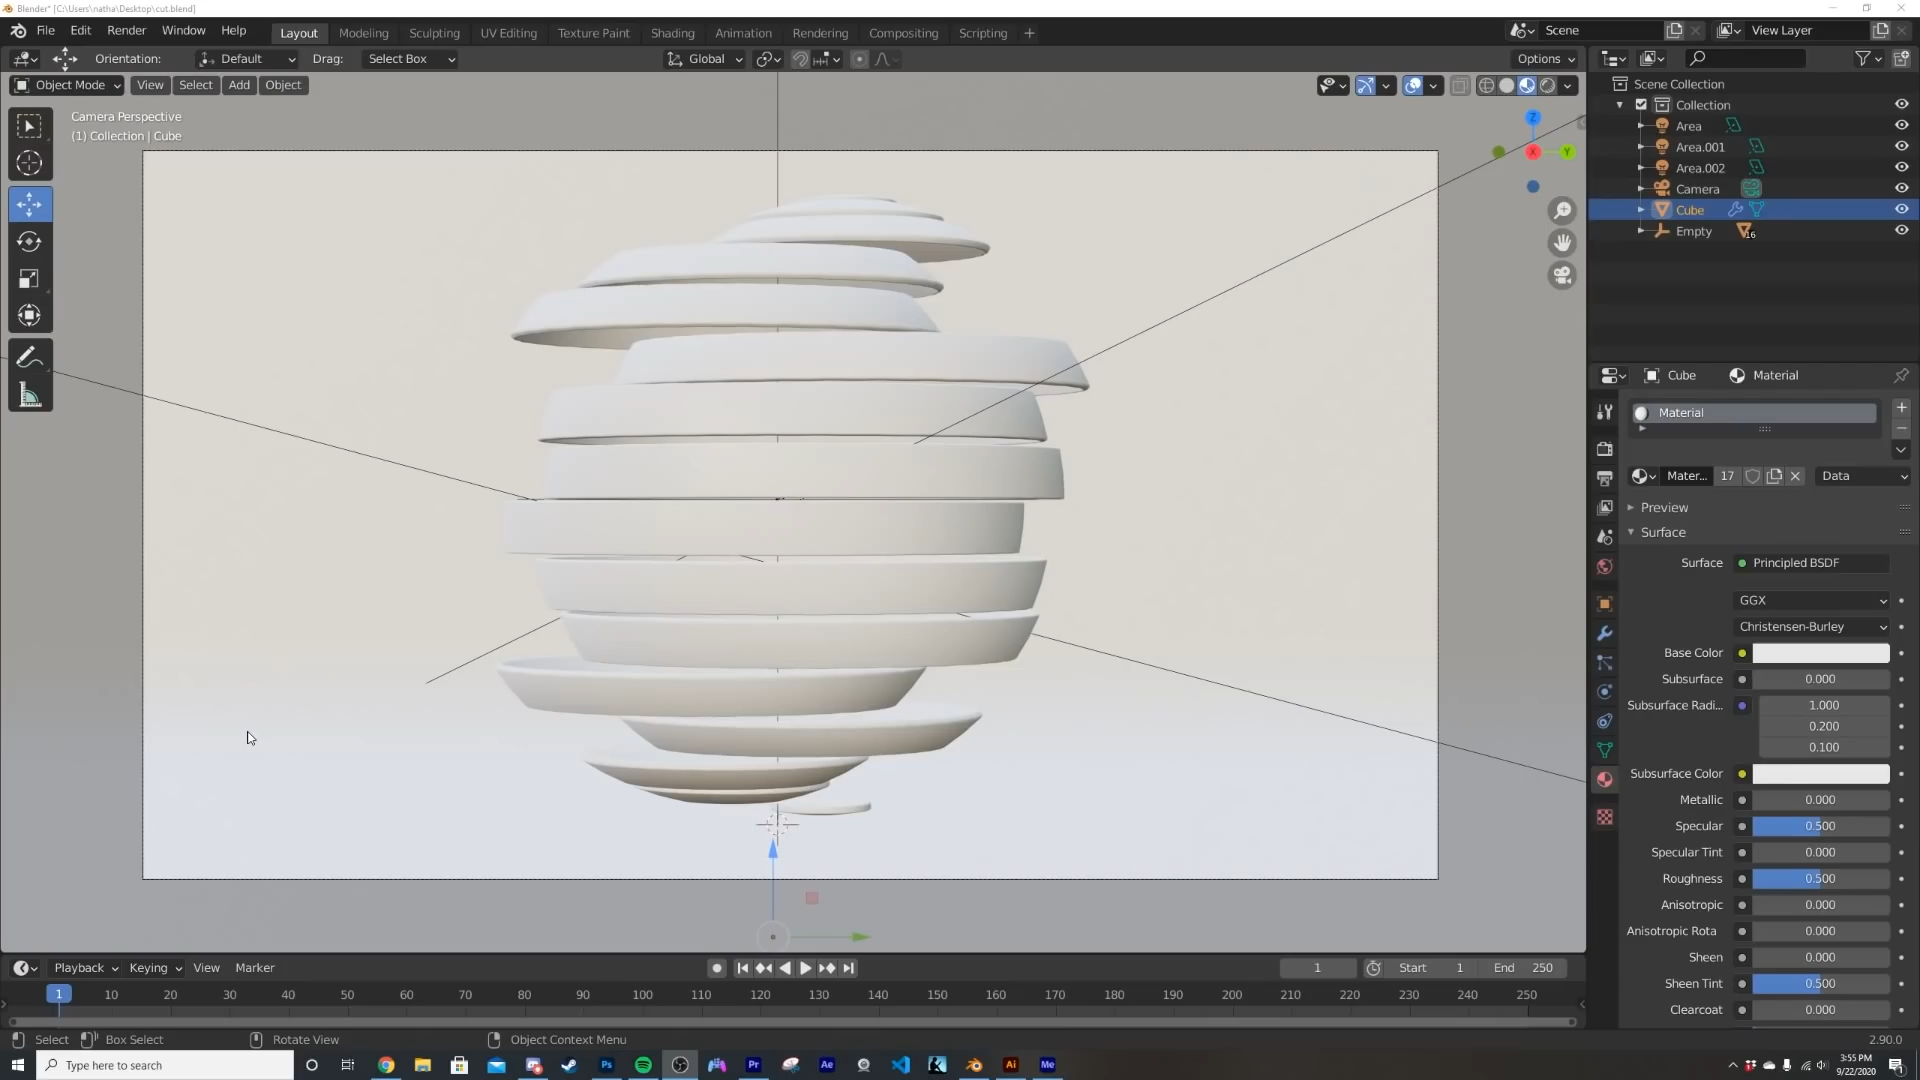 Blender* [C:\Users\natha\Desktop\cut.blend]
File Edit Render Window Help
Layout Modeling Sculpting UV Editing Texture Paint Shading Animation Rendering Compositing Scripting +
Scene
View Layer
Orientation: Default Drag: Select Box
Global
Options
Object Mode View Select Add Object
Camera Perspective
(1) Collection | Cube
Z
X
Y
Scene Collection
Collection
Area
Area.001
Area.002
Camera
Cube
Empty
16
Cube Material
Material
Mater... 17 Data
Preview
Surface
Surface Principled BSDF
GGX
Christensen-Burley
Base Color
Subsurface 0.000
Subsurface Radi... 1.000
0.200
0.100
Subsurface Color
Metallic 0.000
Specular 0.500
Specular Tint 0.000
Roughness 0.500
Anisotropic 0.000
Anisotropic Rota 0.000
Sheen 0.000
Sheen Tint 0.500
Clearcoat 0.000
Playback Keying View Marker
1 Start 1 End 250
1 10 20 30 40 50 60 70 80 90 100 110 120 130 140 150 160 170 180 190 200 210 220 230 240 250
Select Box Select Rotate View Object Context Menu
2.90.0
Type here to search
Ps Pr Ae Ai Me
3:55 PM
9/22/2020